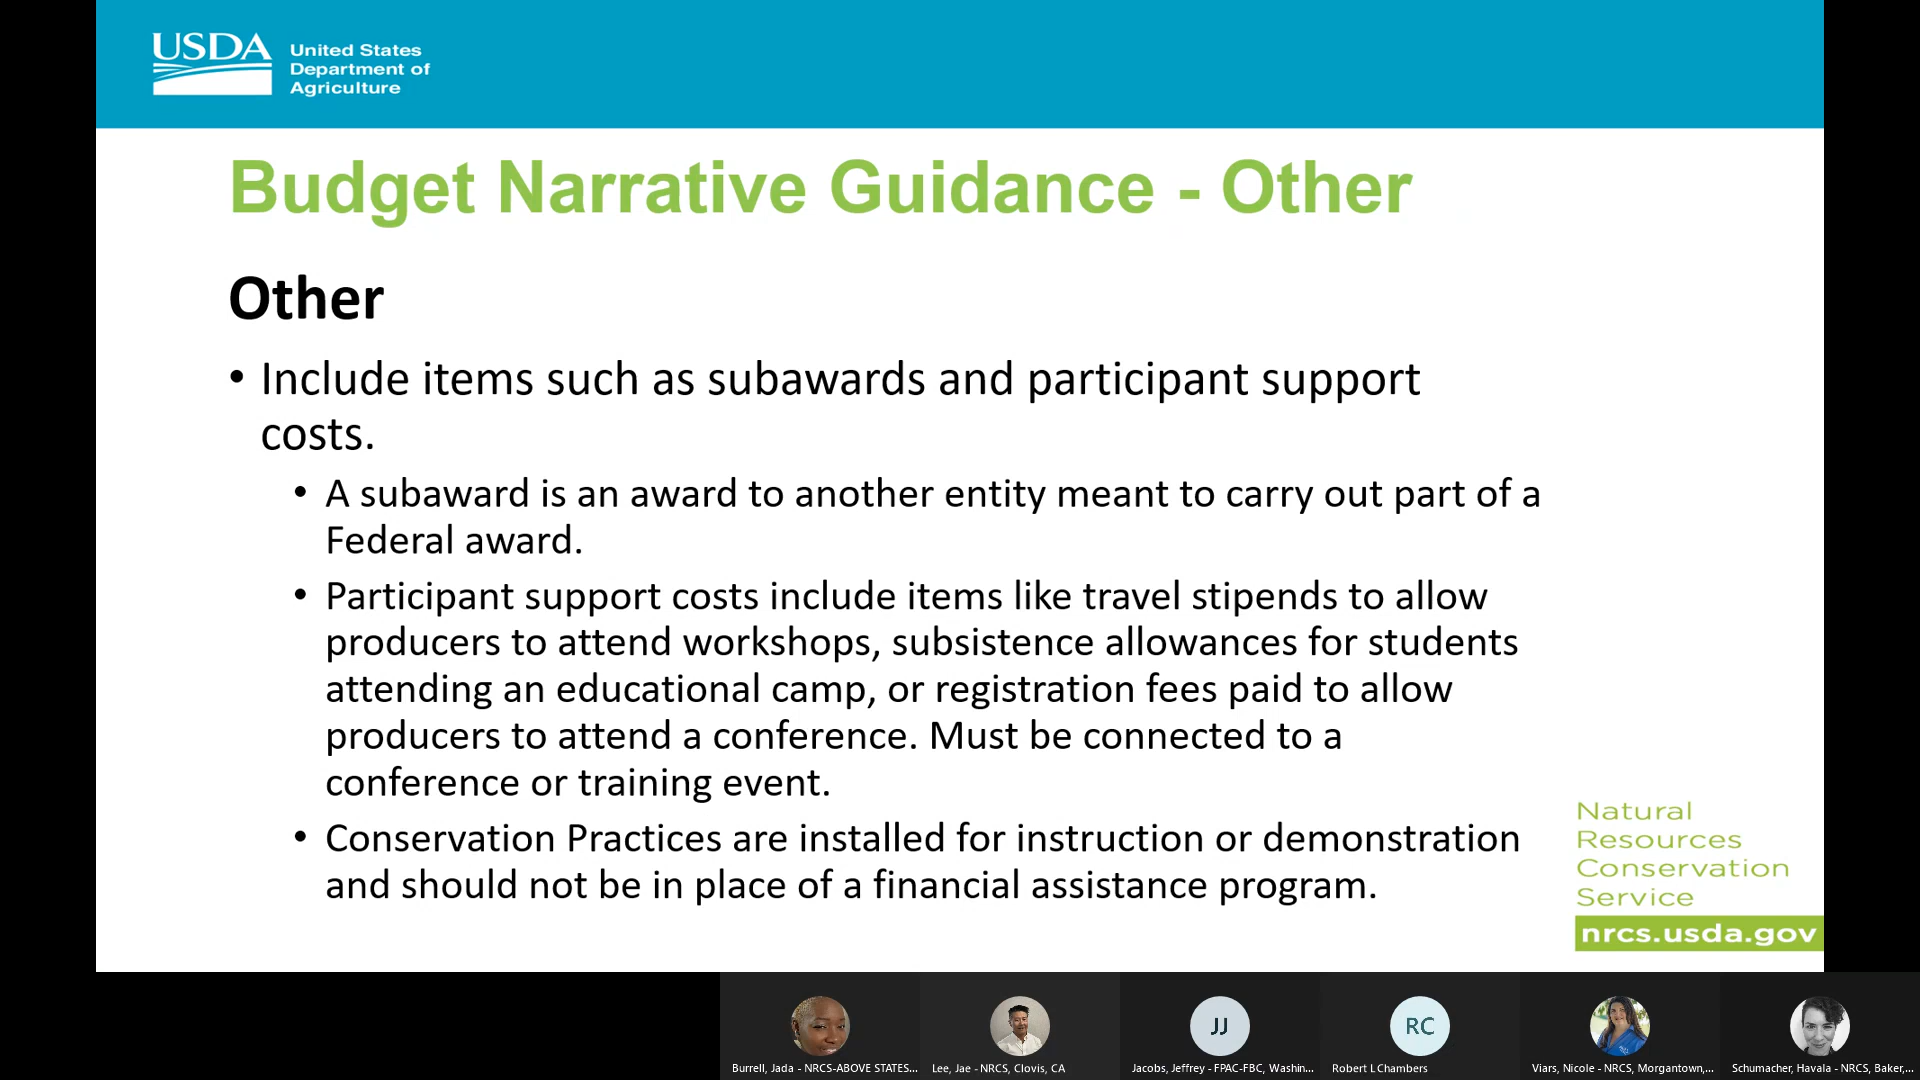 USDA
United States
Department of
Agriculture
Budget Narrative Guidance - Other
Other
• Include items such as subawards and participant support
costs.
• A subaward is an award to another entity meant to carry out part of a
Federal award.
• Participant support costs include items like travel stipends to allow
producers to attend workshops, subsistence allowances for students
attending an educational camp, or registration fees paid to allow
producers to attend a conference. Must be connected to a
conference or training event.
• Conservation Practices are installed for instruction or demonstration
and should not be in place of a financial assistance program.
Natural
Resources
Conservation
Service
nrcs.usda.gov
JJ
RC
Burrell, Jada - NRCS-ABOVE STATES...
Lee, Jae - NRCS, Clovis, CA
Jacobs, Jeffrey - FPAC-FBC, Washin...
Robert L Chambers
Viars, Nicole - NRCS, Morgantown,...
Schumacher, Havala - NRCS, Baker,...